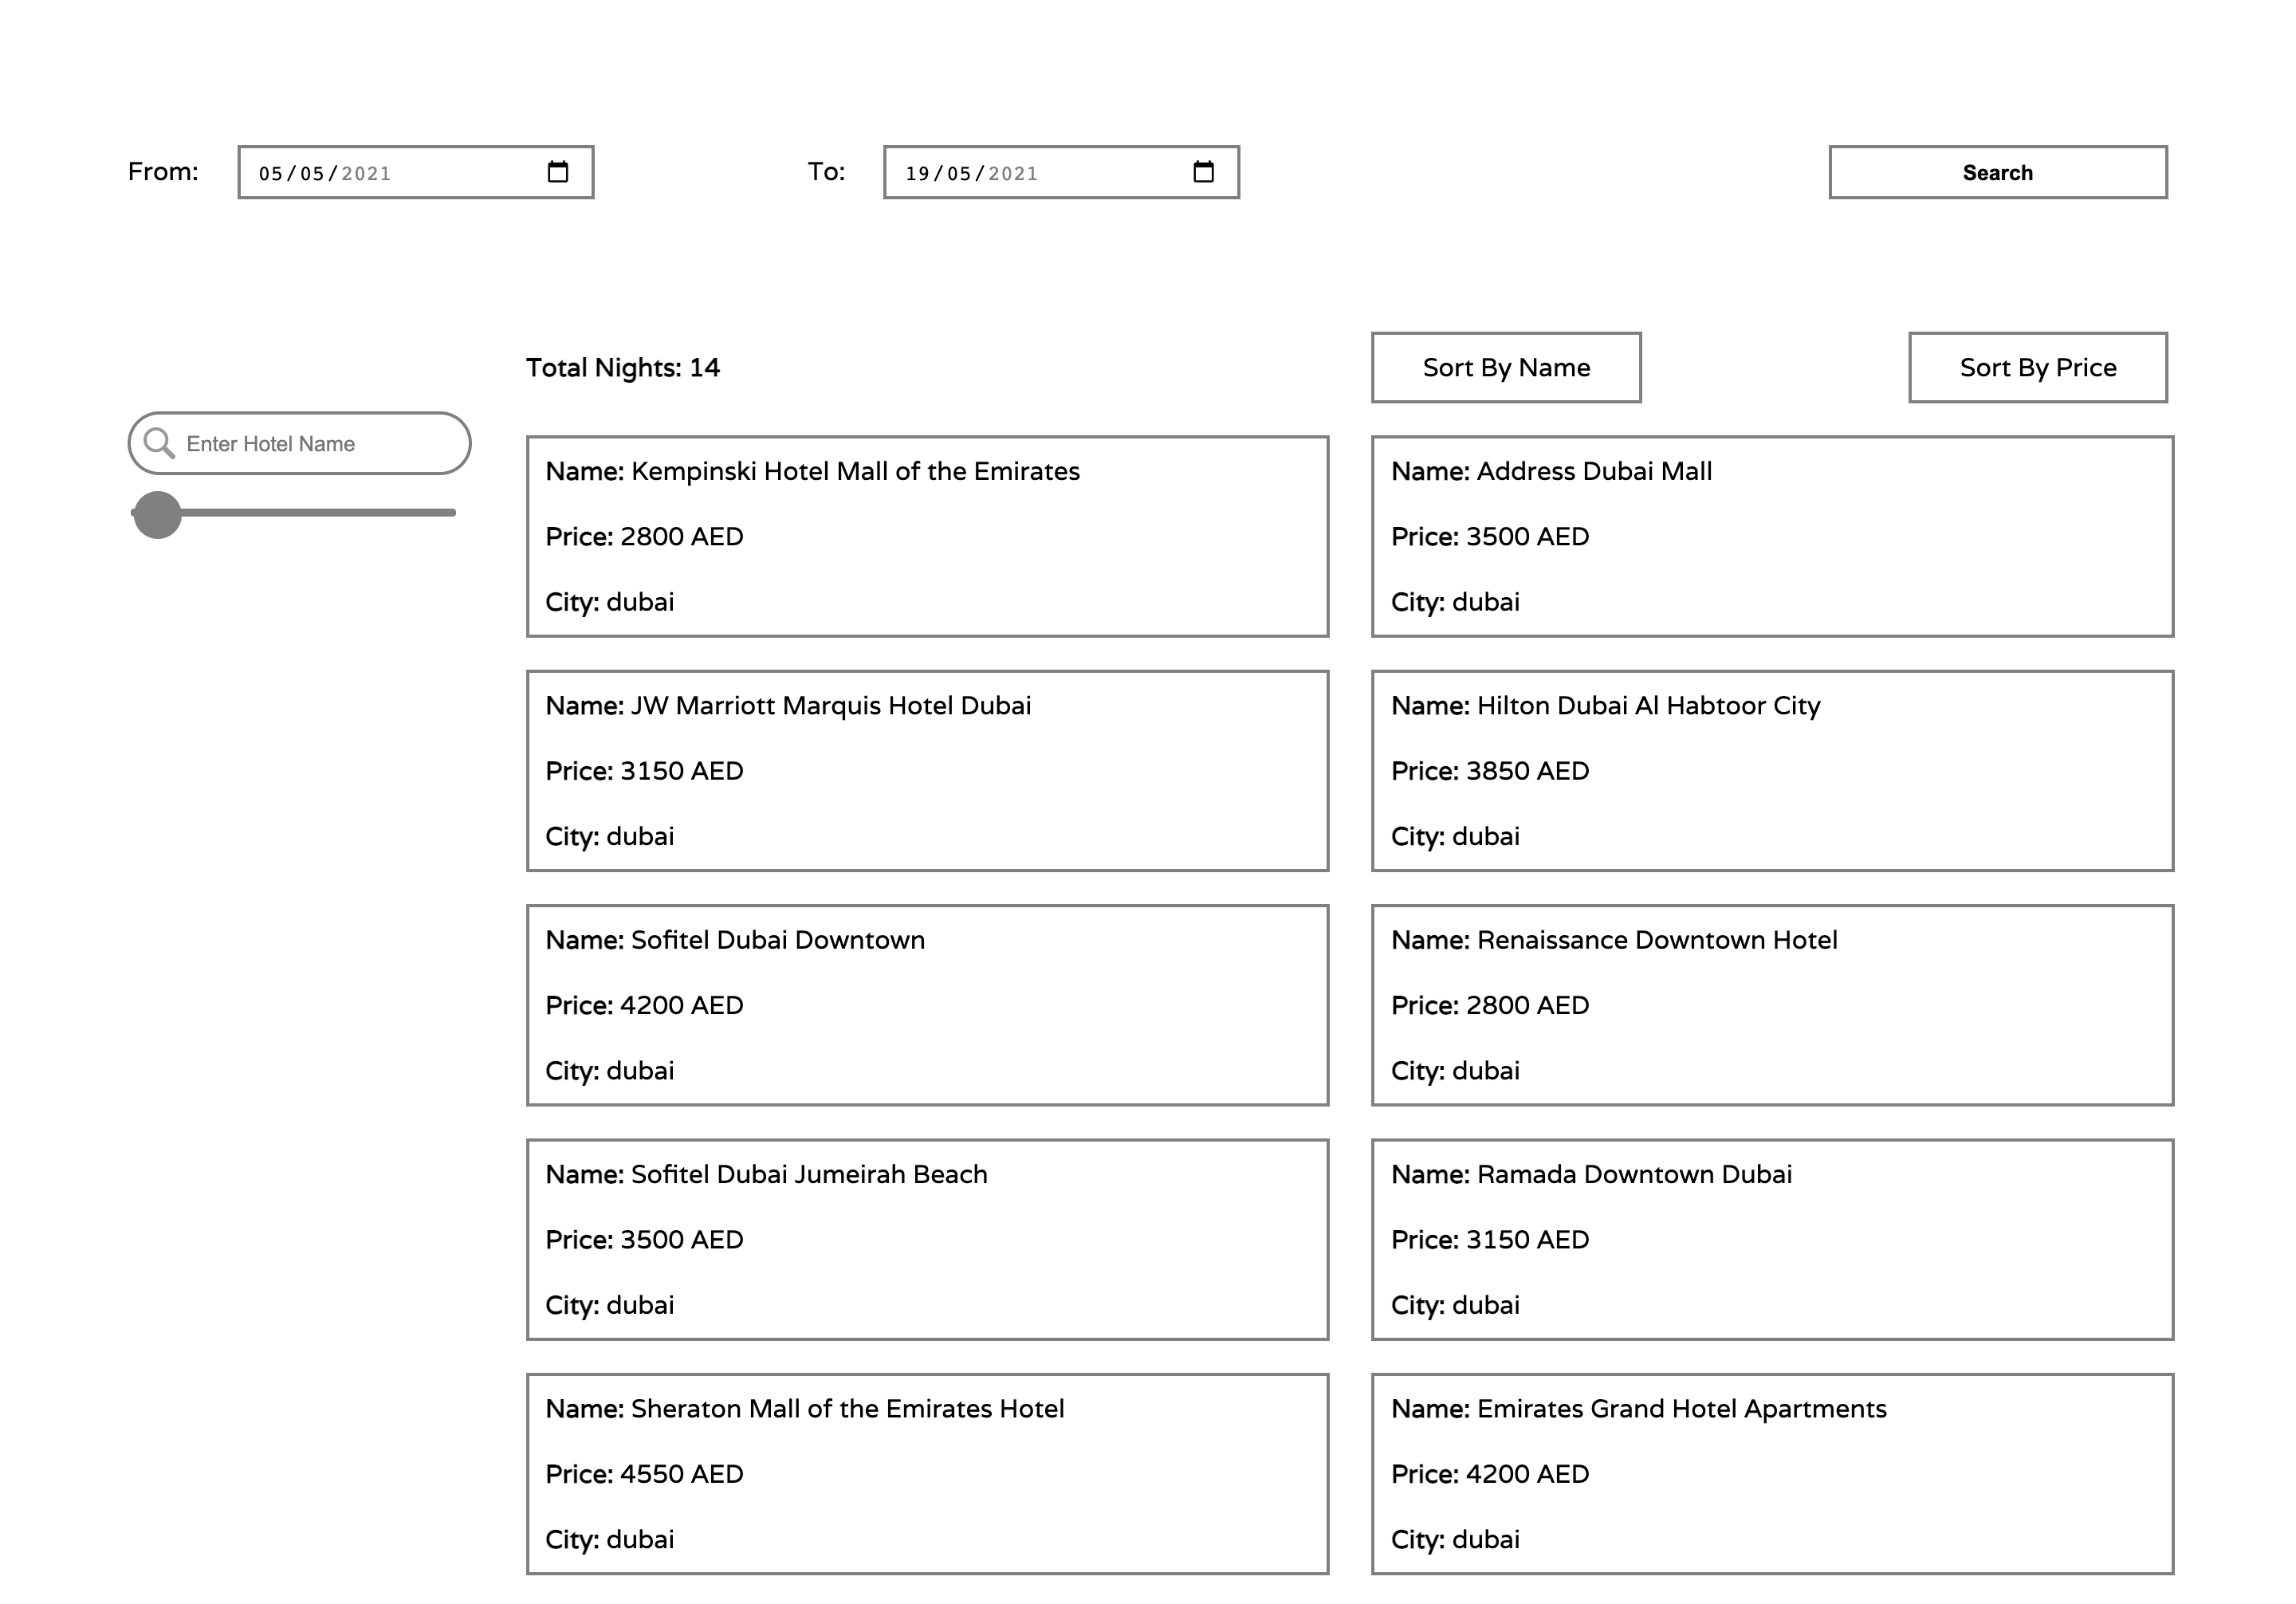 From: 05/05/2021 To: 19/05/2021 Search
Total Nights: 14 Sort By Name Sort By Price
Enter Hotel Name
Name: Kempinski Hotel Mall of the Emirates
Price: 2800 AED
City: dubai
Name: Address Dubai Mall
Price: 3500 AED
City: dubai
Name: JW Marriott Marquis Hotel Dubai
Price: 3150 AED
City: dubai
Name: Hilton Dubai Al Habtoor City
Price: 3850 AED
City: dubai
Name: Sofitel Dubai Downtown
Price: 4200 AED
City: dubai
Name: Renaissance Downtown Hotel
Price: 2800 AED
City: dubai
Name: Sofitel Dubai Jumeirah Beach
Price: 3500 AED
City: dubai
Name: Ramada Downtown Dubai
Price: 3150 AED
City: dubai
Name: Sheraton Mall of the Emirates Hotel
Price: 4550 AED
City: dubai
Name: Emirates Grand Hotel Apartments
Price: 4200 AED
City: dubai